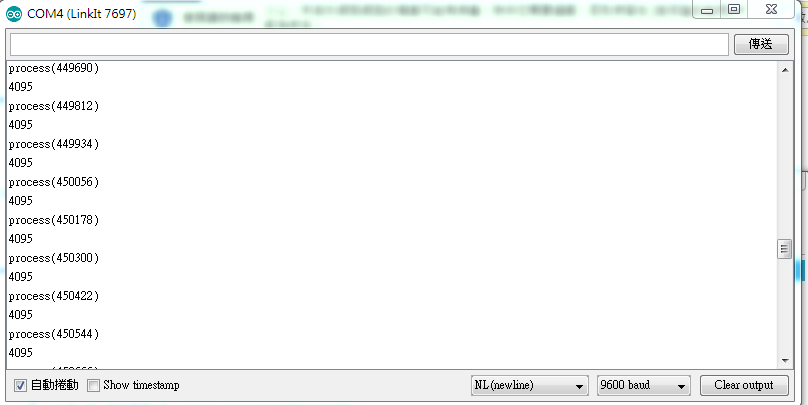 COM4 (LinkIt 7697)
傳送
process(449690)
4095
process(449812)
4095
process(449934)
4095
process(450056)
4095
process(450178)
4095
process(450300)
4095
process(450422)
4095
process(450544)
4095
自動捲動
Show timestamp
NL(newline)
9600 baud
Clear output